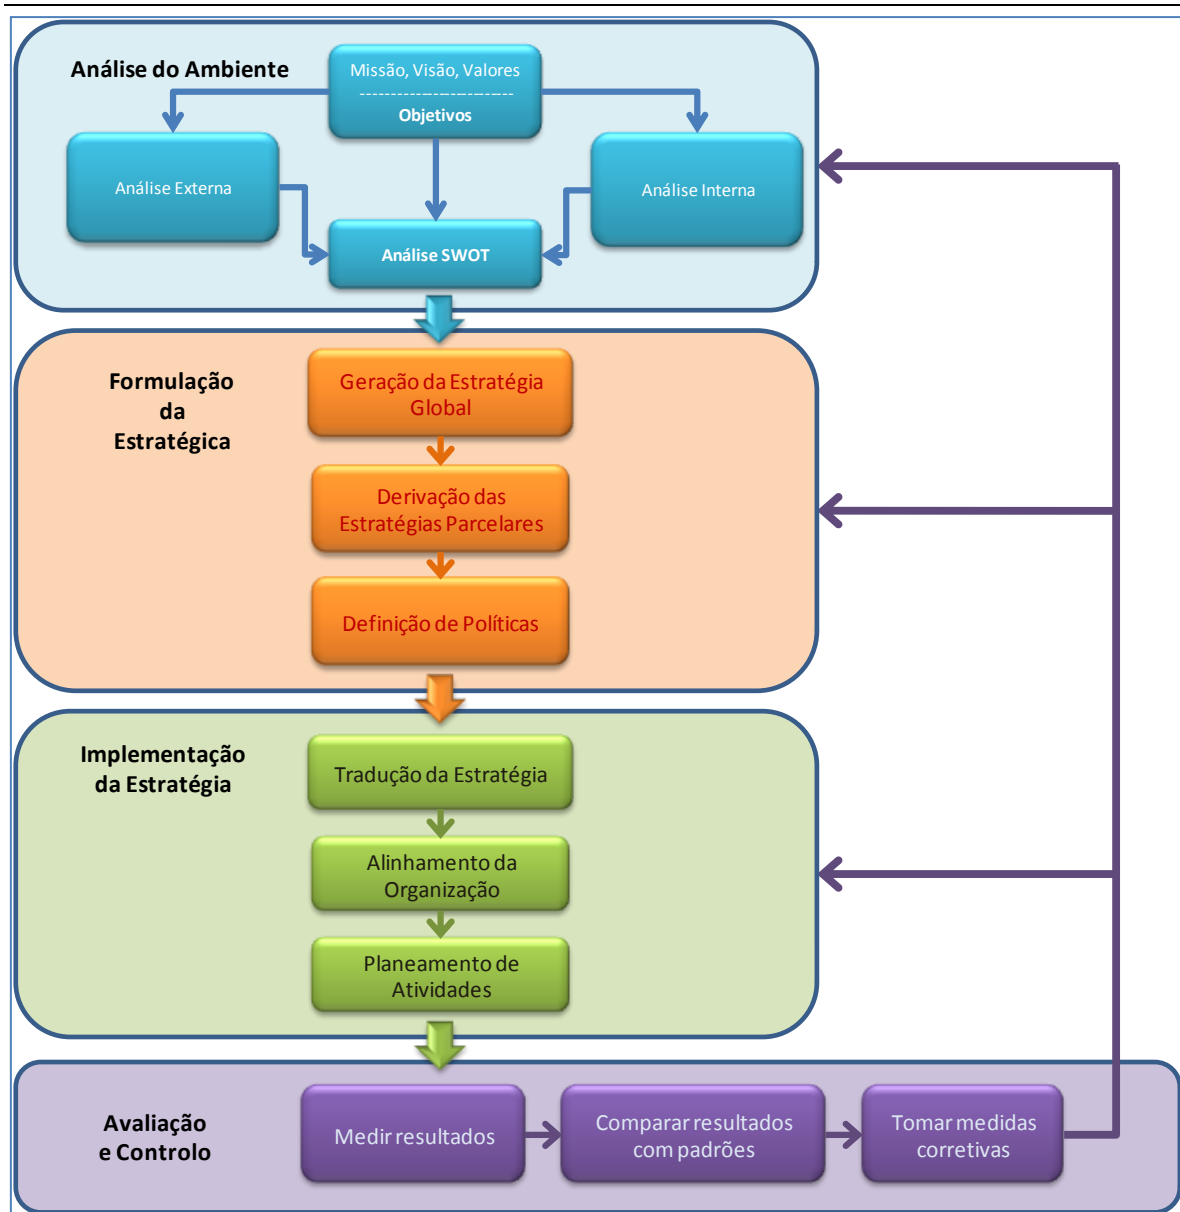 Análise do Ambiente
Missão, Visão, Valores
-------------------------
Objetivos
Análise Externa
Análise Interna
Análise SWOT
Formulação
da
Estratégica
Geração da Estratégia
Global
Derivação das
Estratégias Parcelares
Definição de Políticas
Implementação
da Estratégia
Tradução da Estratégia
Alinhamento da
Organização
Planeamento de
Atividades
Avaliação
e Controlo
Medir resultados
Comparar resultados
com padrões
Tomar medidas
corretivas